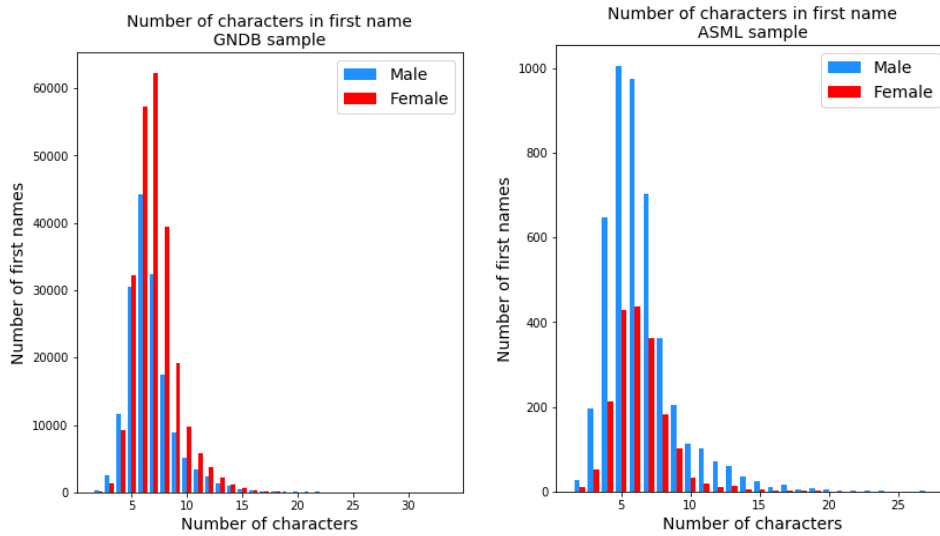 Number of characters in first name
GNDB sample
Male
Female
60000
50000
40000
30000
20000
10000
0
Number of first names
5
10
15
20
25
30
Number of characters
Number of characters in first name
ASML sample
Male
Female
1000
800
600
400
200
0
Number of first names
5
10
15
20
25
Number of characters